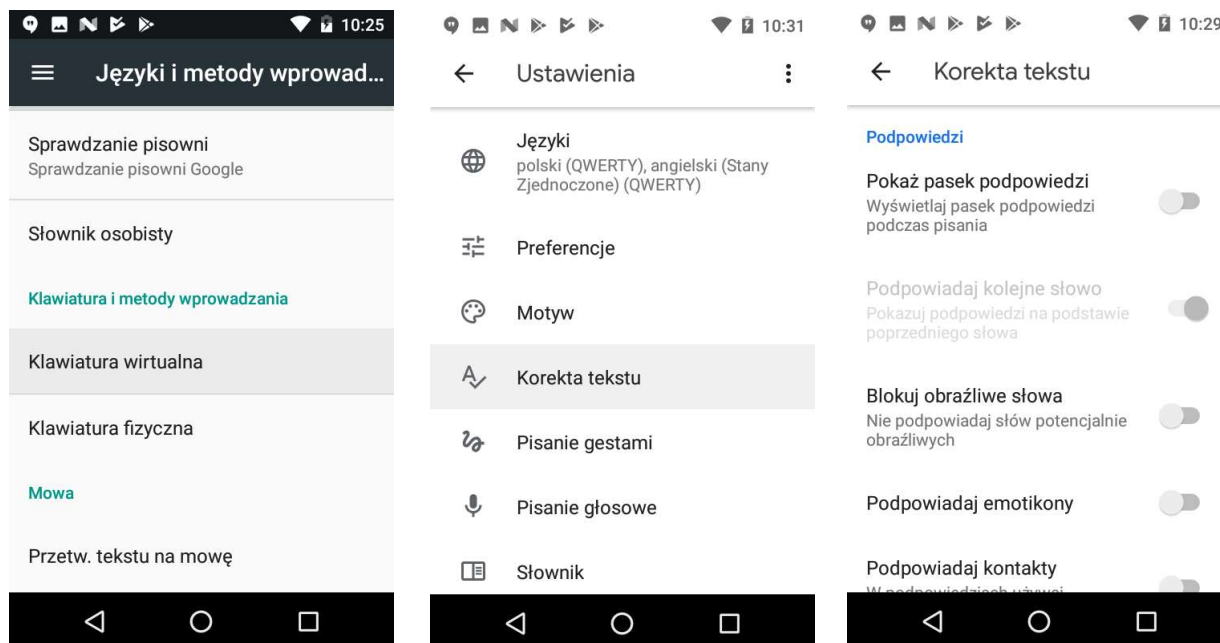 10:25
Języki i metody wprowad...
Sprawdzanie pisowni
Sprawdzanie pisowni Google
Słownik osobisty
Klawiatura i metody wprowadzania
Klawiatura wirtualna
Klawiatura fizyczna
Mowa
Przetw. tekstu na mowę
10:31
Ustawienia
Języki
polski (QWERTY), angielski (Stany
Zjednoczone) (QWERTY)
Preferencje
Motyw
Korekta tekstu
Pisanie gestami
Pisanie głosowe
Słownik
10:29
Korekta tekstu
Podpowiedzi
Pokaż pasek podpowiedzi
Wyświetlaj pasek podpowiedzi
podczas pisania
Podpowiadaj kolejne słowo
Pokazuj podpowiedzi na podstawie
poprzedniego słowa
Blokuj obraźliwe słowa
Nie podpowiadaj słów potencjalnie
obraźliwych
Podpowiadaj emotikony
Podpowiadaj kontakty
W podpowiedziach używaj